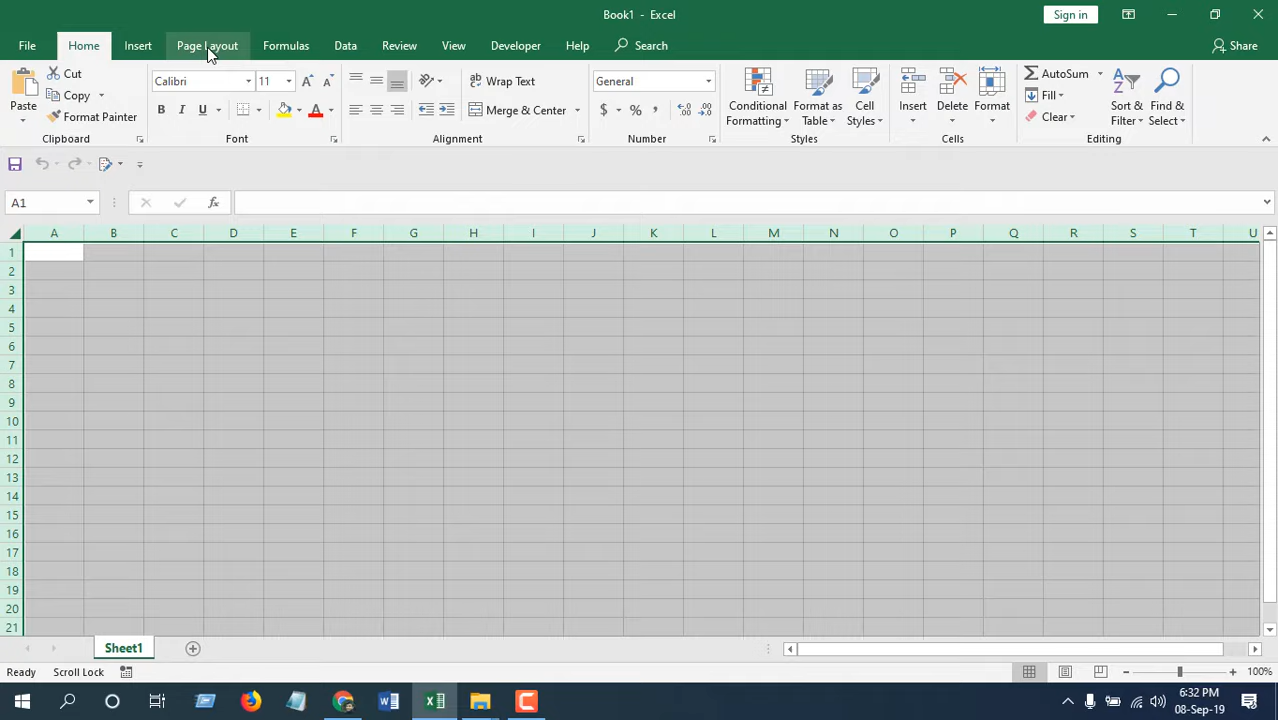 Book1 - Excel
Sign in
File Home Insert Page Layout Formulas Data Review View Developer Help Search Share
Paste
Cut
Copy
Format Painter
Clipboard
Calibri 11
B I U A
Font
Wrap Text
Merge & Center
Alignment
General
$ % ,
Number
Conditional Formatting
Format as Table
Cell Styles
Styles
Insert Delete Format
Cells
AutoSum
Fill
Clear
Sort & Filter
Find & Select
Editing
A1 fx
A B C D E F G H I J K L M N O P Q R S T U
1
2
3
4
5
6
7
8
9
10
11
12
13
14
15
16
17
18
19
20
21
Sheet1
Ready Scroll Lock 100%
6:32 PM
08-Sep-19